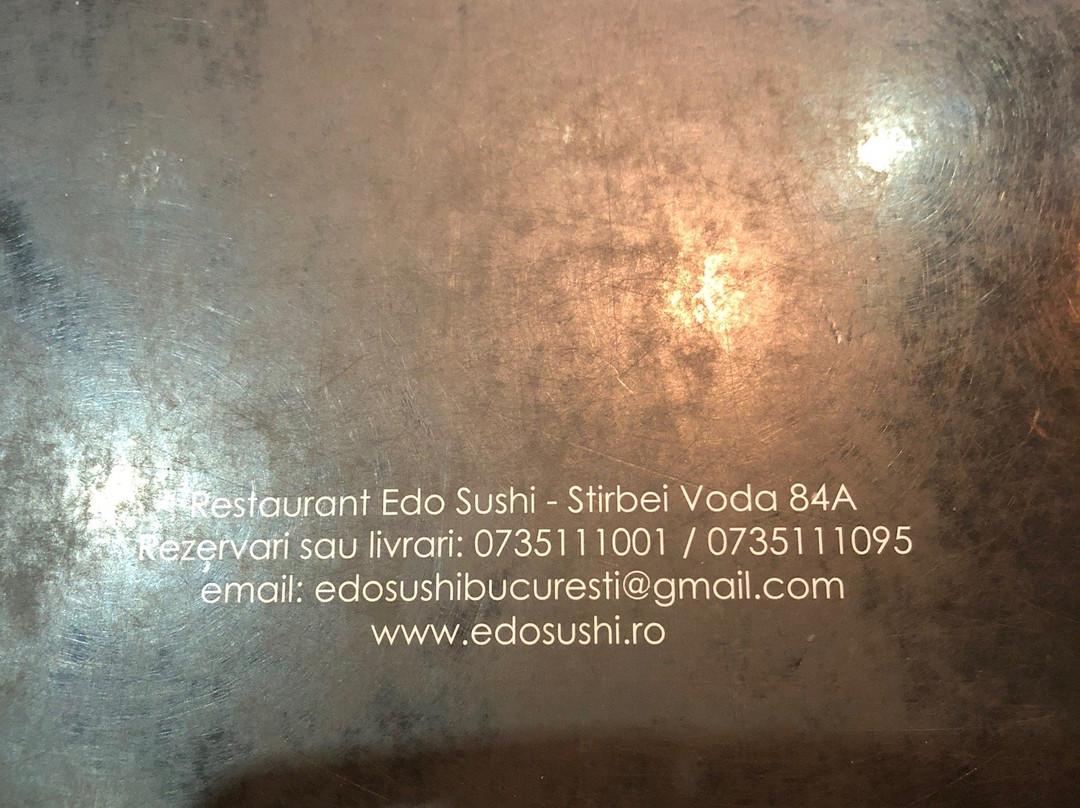 Restaurant Edo Sushi - Stirbei Voda 84A
Rezervari sau livrari: 0735111001 / 0735111095
email: edosushibucuresti@gmail.com
www.edosushi.ro